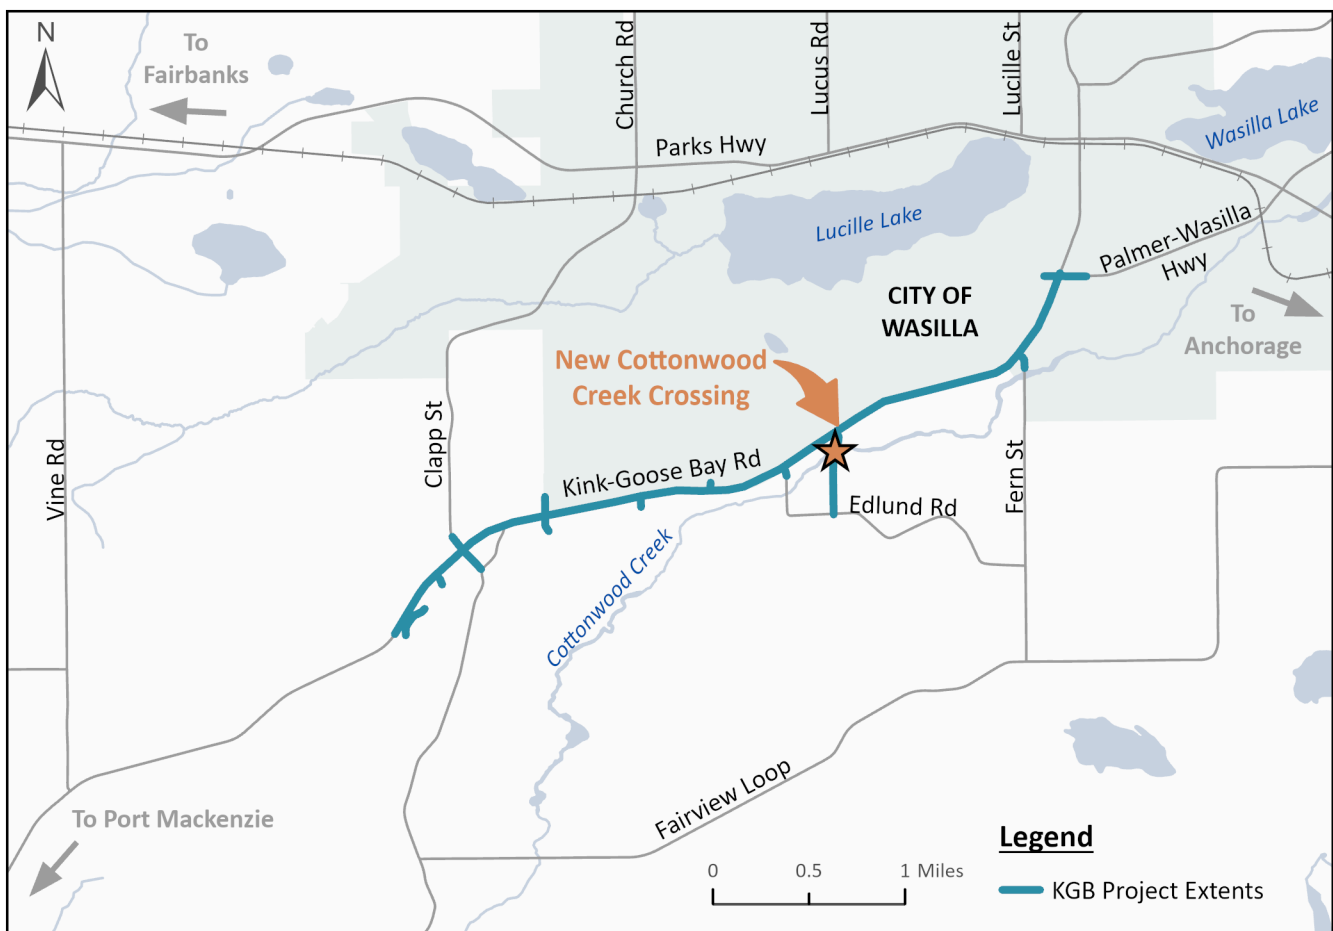 N
To
Fairbanks
Church Rd
Lucus Rd
Lucille St
Parks Hwy
Wasilla Lake
Lucille Lake
Palmer-Wasilla
Hwy
CITY OF
WASILLA
To
Anchorage
New Cottonwood
Creek Crossing
Clapp St
Vine Rd
Kink-Goose Bay Rd
Fern St
Edlund Rd
Cottonwood Creek
Fairview Loop
To Port Mackenzie
Legend
KGB Project Extents
0 0.5 1 Miles